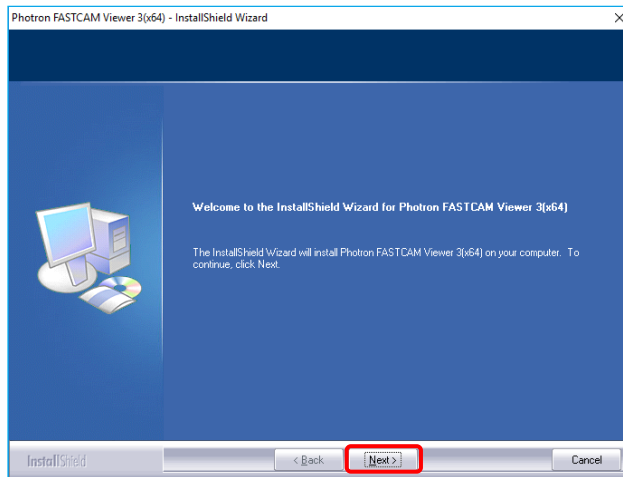 Photron FASTCAM Viewer 3(x64) - InstallShield Wizard
Welcome to the InstallShield Wizard for Photron FASTCAM Viewer 3(x64)
The InstallShield Wizard will install Photron FASTCAM Viewer 3(x64) on your computer. To
continue, click Next.
InstallShield
< Back
Next >
Cancel